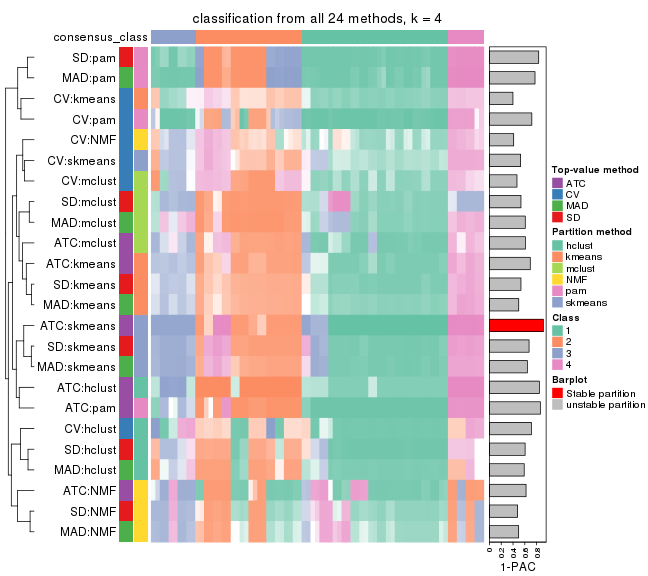 classification from all 24 methods, k = 4
consensus_class
SD:pam
MAD:pam
CV:kmeans
CV:pam
CV:NMF
CV:skmeans
CV:mclust
SD:mclust
MAD:mclust
ATC:mclust
ATC:kmeans
SD:kmeans
MAD:kmeans
ATC:skmeans
SD:skmeans
MAD:skmeans
ATC:hclust
ATC:pam
CV:hclust
SD:hclust
MAD:hclust
ATC:NMF
SD:NMF
MAD:NMF
0 0.2 0.4 0.6 0.8
1-PAC
Top-value method
ATC
CV
MAD
SD
Partition method
hclust
kmeans
mclust
NMF
pam
skmeans
Class
1
2
3
4
Barplot
Stable partition
unstable partition